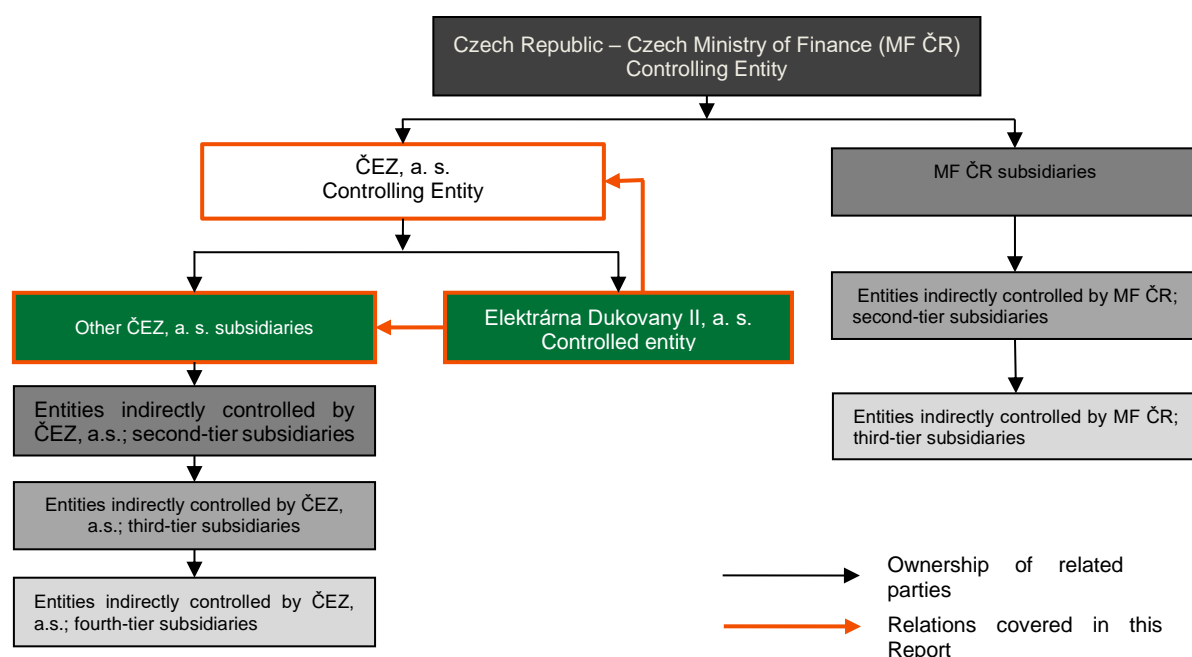 Czech Republic – Czech Ministry of Finance (MF ČR)
Controlling Entity
ČEZ, a. s.
Controlling Entity
MF ČR subsidiaries
Other ČEZ, a. s. subsidiaries
Elektrárna Dukovany II, a. s.
Controlled entity
Entities indirectly controlled by MF ČR;
second-tier subsidiaries
Entities indirectly controlled by
ČEZ, a.s.; second-tier subsidiaries
Entities indirectly controlled by MF ČR;
third-tier subsidiaries
Entities indirectly controlled by ČEZ,
a.s.; third-tier subsidiaries
Entities indirectly controlled by ČEZ,
a.s.; fourth-tier subsidiaries
Ownership of related
parties
Relations covered in this
Report